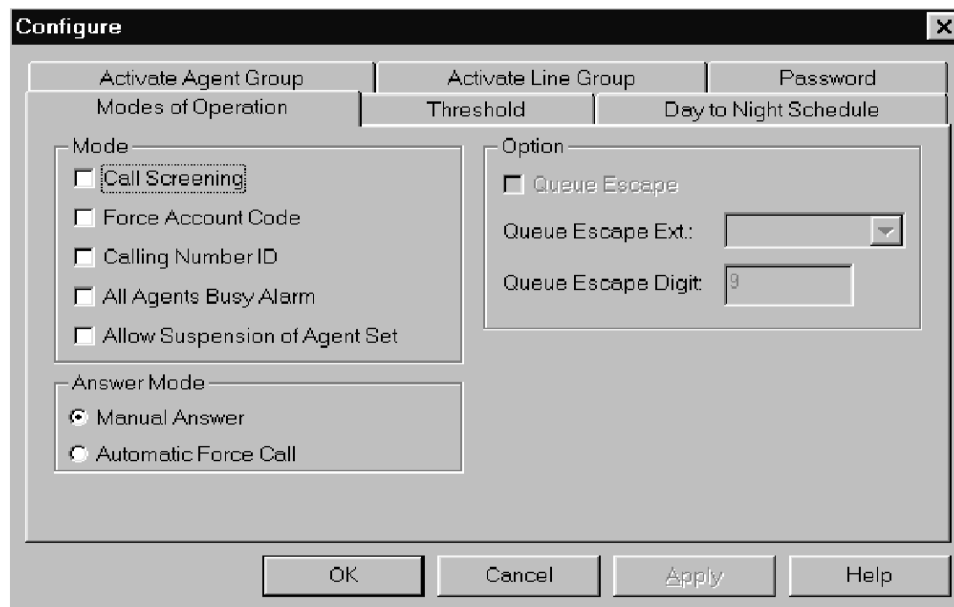 Configure
Activate Agent Group
Activate Line Group
Password
Modes of Operation
Threshold
Day to Night Schedule
Mode
Call Screening
Force Account Code
Calling Number ID
All Agents Busy Alarm
Allow Suspension of Agent Set
Answer Mode
Manual Answer
Automatic Force Call
Option
Queue Escape
Queue Escape Ext.:
Queue Escape Digit:
9
OK
Cancel
Apply
Help